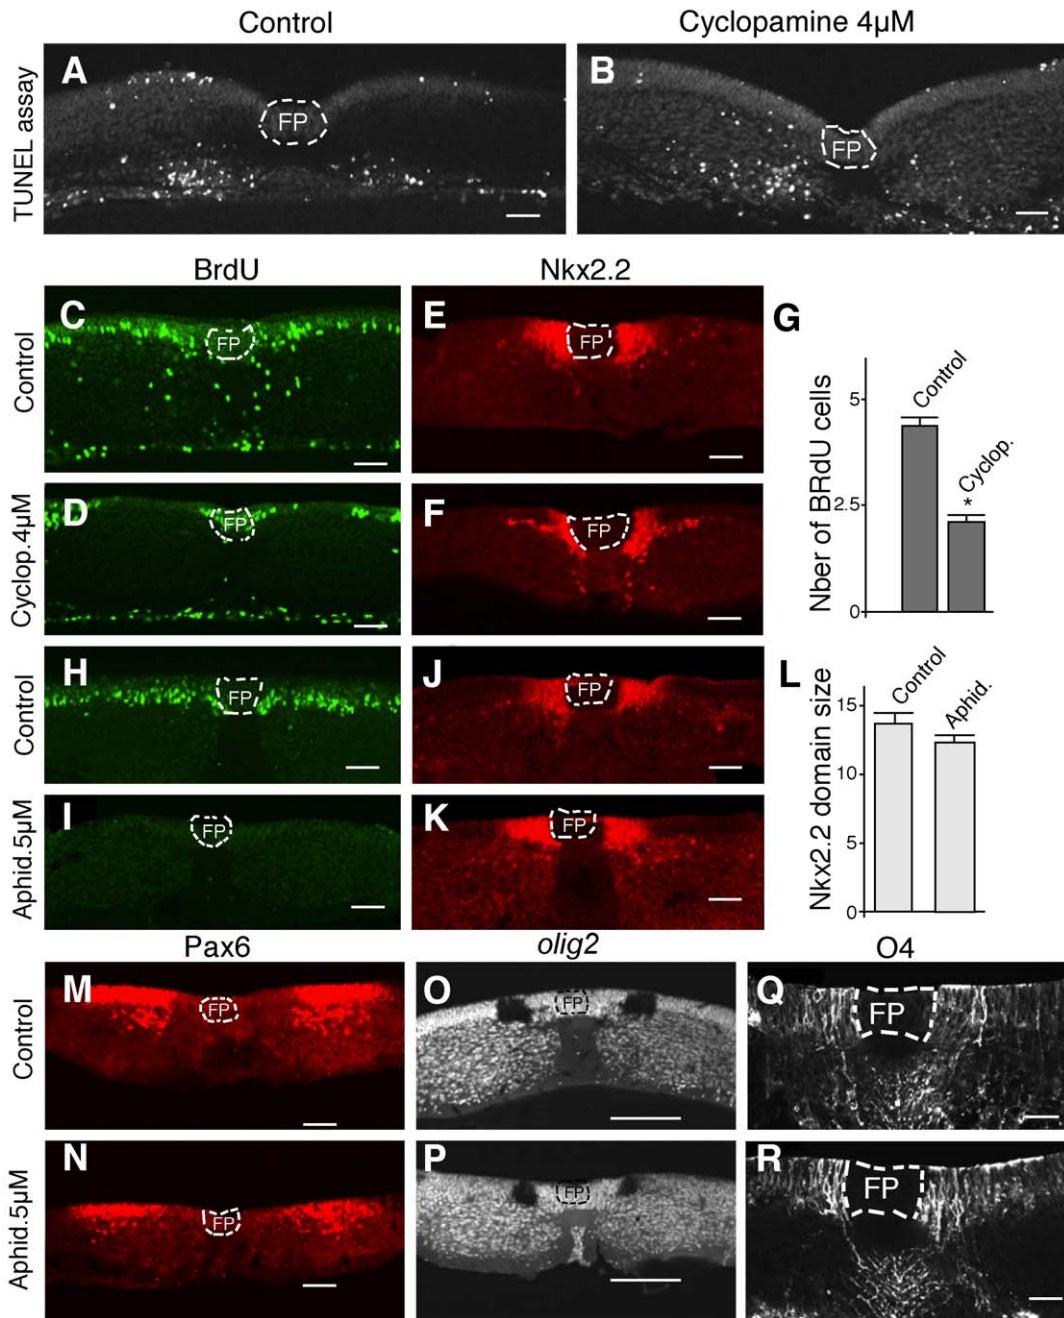 Control
Cyclopamine 4µM
TUNEL assay
A
FP
B
FP
BrdU
Nkx2.2
Control
C
FP
E
FP
G
Nber of BRdU cells
5
2.5
0
Control
Cyclop.
*
Cyclop.4µM
D
FP
F
FP
Control
H
FP
J
FP
L
Nkx2.2 domain size
15
10
5
0
Control
Aphid.
Aphid.5µM
I
FP
K
FP
Pax6
olig2
O4
Control
M
FP
O
FP
Q
FP
Aphid.5µM
N
FP
P
FP
R
FP